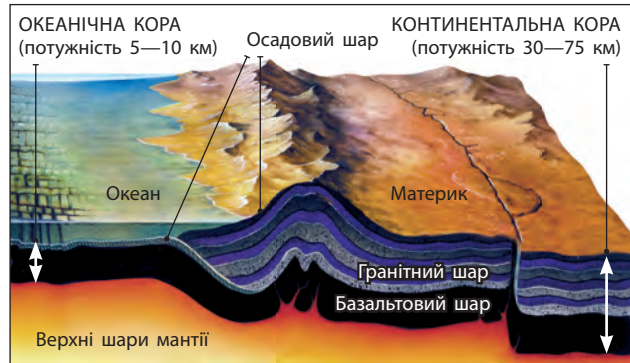 ОКЕАНІЧНА КОРА
(потужність 5—10 км)
Осадовий шар
КОНТИНЕНТАЛЬНА КОРА
(потужність 30—75 км)
Океан
Материк
Гранітний шар
Базальтовий шар
Верхні шари мантії